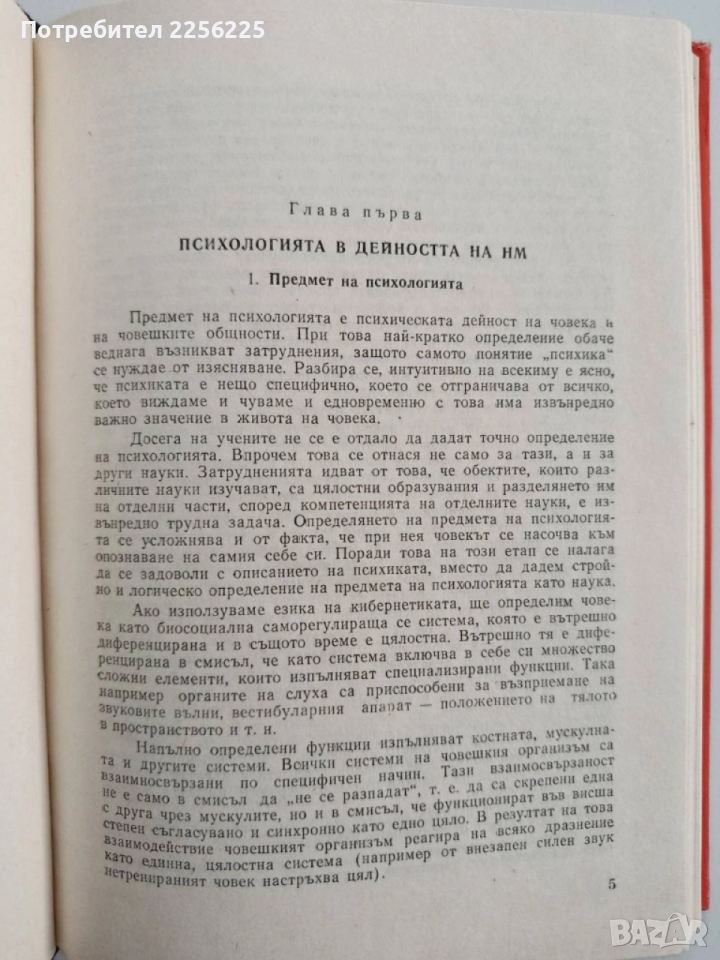 Потребител 2256225
Глава първа
ПСИХОЛОГИЯТА В ДЕЙНОСТТА НА НМ
1. Предмет на психологията
Предмет на психологията е психическата дейност на човека и
на човешките общности. При това най-кратко определение обаче
веднага възникват затруднения, защото самото понятие „психика“
се нуждае от изясняване. Разбира се, интуитивно на всекиму е ясно,
че психиката е нещо специфично, което се отграничава от всичко,
което виждаме и чуваме и едновременно с това има извънредно
важно значение в живота на човека.
Досега на учените не се е отдало да дадат точно определение
на психологията. Впрочем това се отнася не само за тази, а и за
други науки. Затрудненията идват от това, че обектите, които раз-
личните науки изучават, са цялостни образувания и разделянето им
на отделни части, според компетенцията на отделните науки, е из-
вънредно трудна задача. Определянето на предмета на психология-
та се усложнява и от факта, че при нея човекът се насочва към
опознаване на самия себе си. Поради това на този етап се налага
да се задоволи с описанието на психиката, вместо да дадем строй-
но и логическо определение на предмета на психологията като наука.
Ако използуваме езика на кибернетиката, ще определим чове-
ка като биосоциална саморегулираща се система, която е вътрешно
диференцирана и в същото време е цялостна. Вътрешно тя е дифе-
ренцирана в смисъл, че като система включва в себе си множество
сложни елементи, които изпълняват специализирани функции. Така
например органите на слуха са приспособени за възприемане на
звуковите вълни, вестибуларния апарат — положението на тялото
в пространството и т. н.
Напълно определени функции изпълняват костната, мускулна-
та и другите системи. Всички системи на човешкия организъм са
взаимносвързани по специфичен начин. Тази взаимосвързаност
не е само в смисъл да „не се разпадат“, т. е. да са скрепени една
с друга чрез мускулите, но и в смисъл, че функционират във висша
степен съгласувано и синхронно като едно цяло. В резултат на това
взаимодействие човешкият организъм реагира на всяко дразнение
като единна, цялостна система (например от внезапен силен звук
нетренираният човек настръхва цял).
5
BAZAR